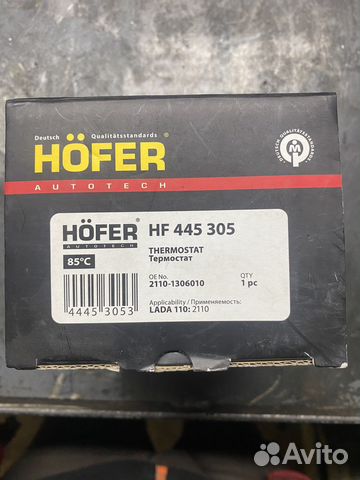 Deutsch Qualitätsstandards
HÖFER
AUTOTECH
HÖFER
AUTOTECH
HF 445 305
85°C
THERMOSTAT
Термостат
OE No.
QTY
2110-1306010
1 pc
4445 3053
Applicability / Применяемость:
LADA 110: 2110
Avito